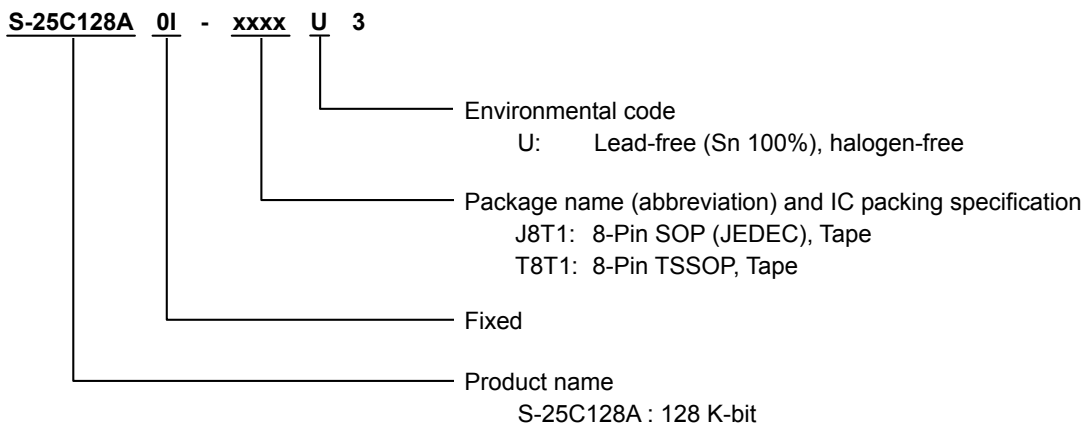 S-25C128A 0I - xxxx U 3
Environmental code
U: Lead-free (Sn 100%), halogen-free
Package name (abbreviation) and IC packing specification
J8T1: 8-Pin SOP (JEDEC), Tape
T8T1: 8-Pin TSSOP, Tape
Fixed
Product name
S-25C128A : 128 K-bit